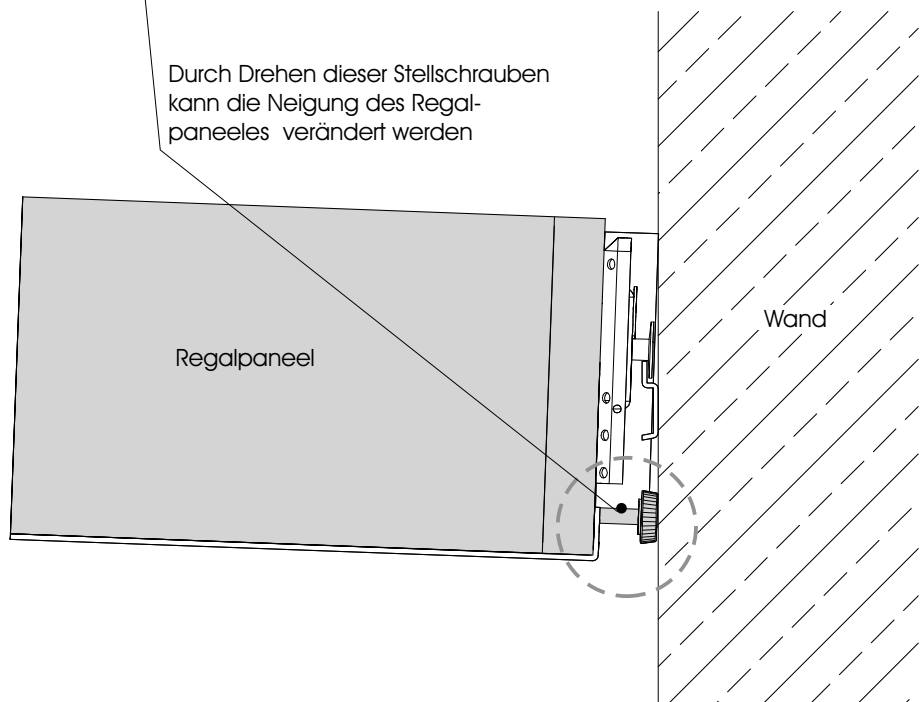 Durch Drehen dieser Stellschrauben
kann die Neigung des Regal-
paneeles verändert werden
Wand
Regalpaneel